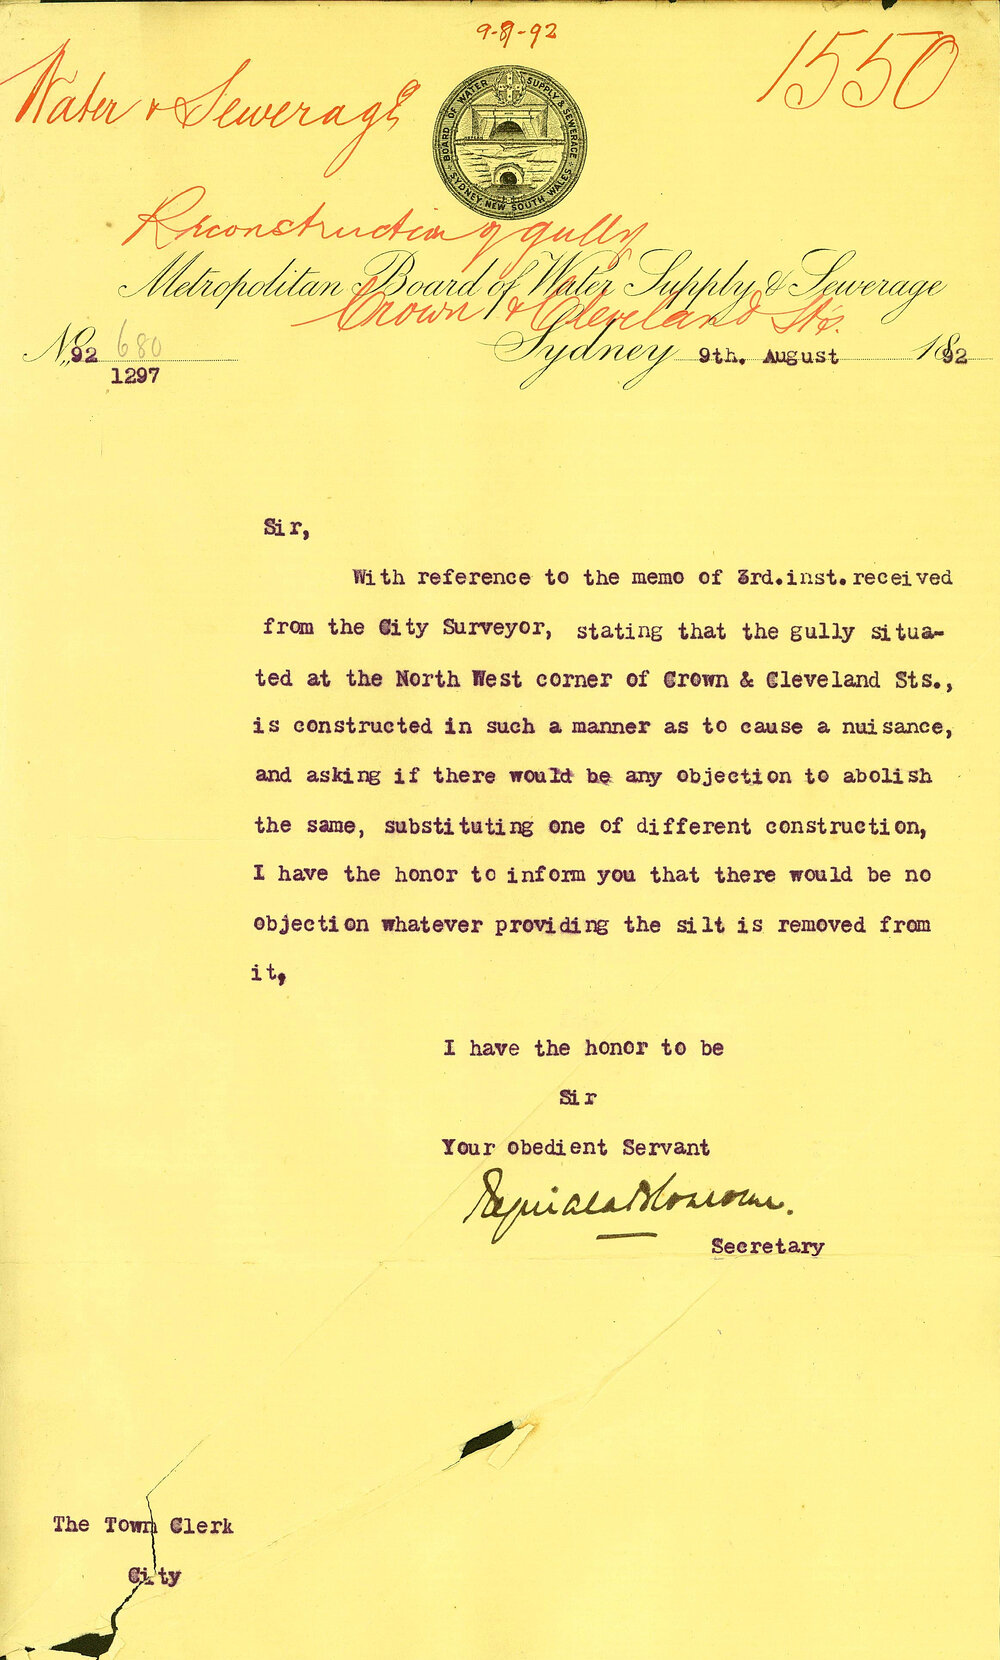 9-8-92
1550
Water & Sewerage
BOARD OF WATER SUPPLY & SEWERAGE
SYDNEY NEW SOUTH WALES
Reconstruction of gully
Metropolitan Board of Water Supply & Sewerage
Crown & Cleveland Sts.
No. 92 680
1297
Sydney 9th. August 1892
Sir,
With reference to the memo of 3rd.inst.received
from the City Surveyor, stating that the gully situa-
ted at the North West corner of Crown & Cleveland Sts.,
is constructed in such a manner as to cause a nuisance,
and asking if there would be any objection to abolish
the same, substituting one of different construction,
I have the honor to inform you that there would be no
objection whatever providing the silt is removed from
it,
I have the honor to be
Sir
Your obedient Servant
Secretary
The Town Clerk
City